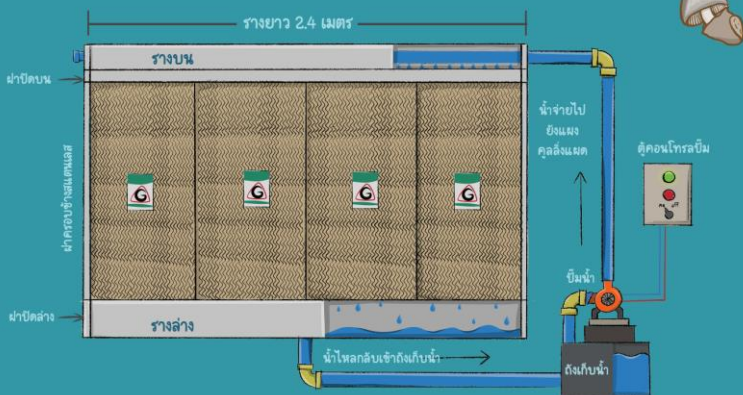 รางยาว 2.4 เมตร
รางบน
ฝาปิดบน
น้ำจ่ายไป
ยังแผง
คูลลิ่งแผด
ตู้คอนโทรลปั๊ม
ฝาครอบข้างสแตนเลส
G
G
G
G
ปั๊มน้ำ
ฝาปิดล่าง
รางล่าง
น้ำไหลกลับเข้าถังเก็บน้ำ
ถังเก็บน้ำ